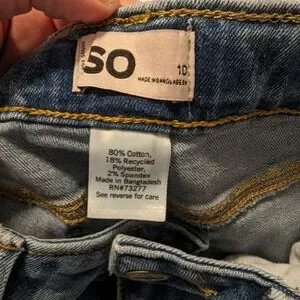 SO
10
MADE IN BANGLADESH
80% Cotton,
18% Recycled
Polyester,
2% Spandex
Made in Bangladesh
RN#73277
See reverse for care